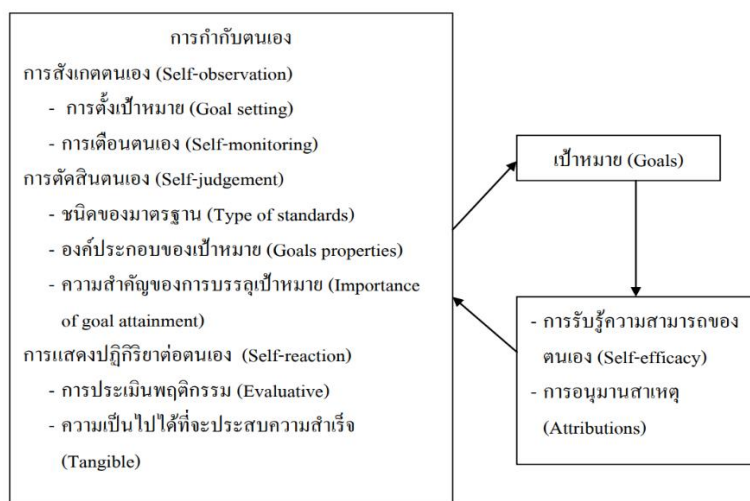 การกำกับตนเอง
การสังเกตตนเอง (Self-observation)
- การตั้งเป้าหมาย (Goal setting)
- การเตือนตนเอง (Self-monitoring)
การตัดสินตนเอง (Self-judgement)
- ชนิดของมาตรฐาน (Type of standards)
- องค์ประกอบของเป้าหมาย (Goals properties)
- ความสำคัญของการบรรลุเป้าหมาย (Importance
of goal attainment)
การแสดงปฏิกิริยาต่อตนเอง (Self-reaction)
- การประเมินพฤติกรรม (Evaluative)
- ความเป็นไปได้ที่จะประสบความสำเร็จ
(Tangible)
เป้าหมาย (Goals)
- การรับรู้ความสามารถของ
ตนเอง (Self-efficacy)
- การอนุมานสาเหตุ
(Attributions)